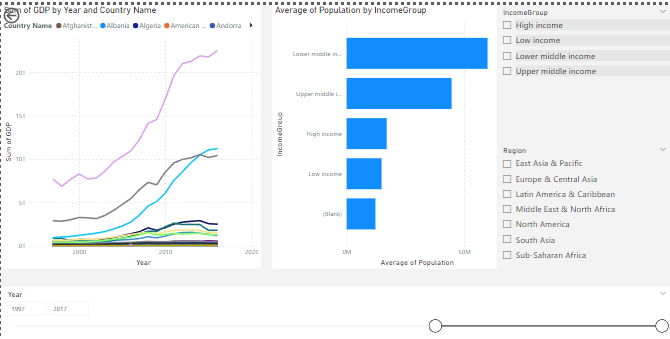 Sum of GDP by Year and Country Name
Country Name Afghanist... Albania Algeria American ... Andorra
Sum of GDP
20T
15T
10T
5T
0T
2000 2010 2020
Year
Average of Population by IncomeGroup
IncomeGroup
Lower middle in...
Upper middle i...
High income
Low income
(Blank)
0M 50M
Average of Population
IncomeGroup
High income
Low income
Lower middle income
Upper middle income
Region
East Asia & Pacific
Europe & Central Asia
Latin America & Caribbean
Middle East & North Africa
North America
South Asia
Sub-Saharan Africa
Year
1997 2017